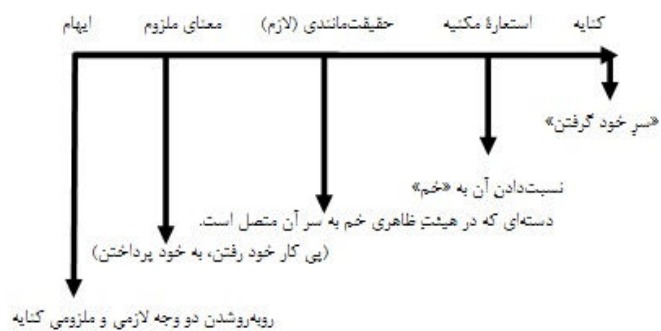 کنایه
استعارۀ مکنیه
حقیقت‌مانندی (لازم)
معنای ملزوم
ایهام
«سرِ خود گرفتن»
نسبت‌دادن آن به «خم»
دسته‌ای که در هیئتِ ظاهری خم به سر آن متصل است.
(پی کار خود رفتن، به خود پرداختن)
روبه‌روشدن دو وجه لازمی و ملزومی کنایه